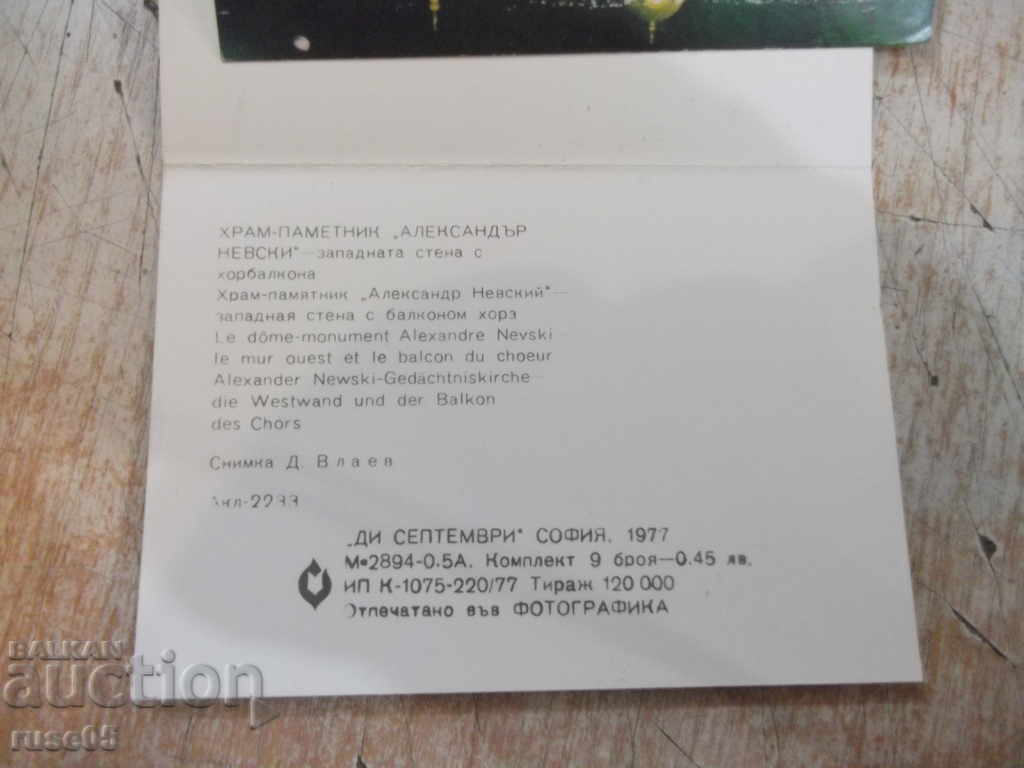 ХРАМ-ПАМЕТНИК „АЛЕКСАНДЪР
НЕВСКИ“—западната стена с
хорбалкона
Храм-памятник „Александр Невский“—
западная стена с балконом хорэ
Le dôme-monument Alexandre Nevski—
le mur ouest et le balcon du choeur
Alexander Newski-Gedächtniskirche—
die Westwand und der Balkon
des Chors
Снимка Д. Влаев
Акл-2233
„ДИ СЕПТЕМВРИ“ СОФИЯ, 1977
М•2894-0.5А. Комплект 9 броя—0.45 лв.
ИП К-1075-220/77 Тираж 120 000
Отпечатано във ФОТОГРАФИКА
BALKAN
auction
ruse05